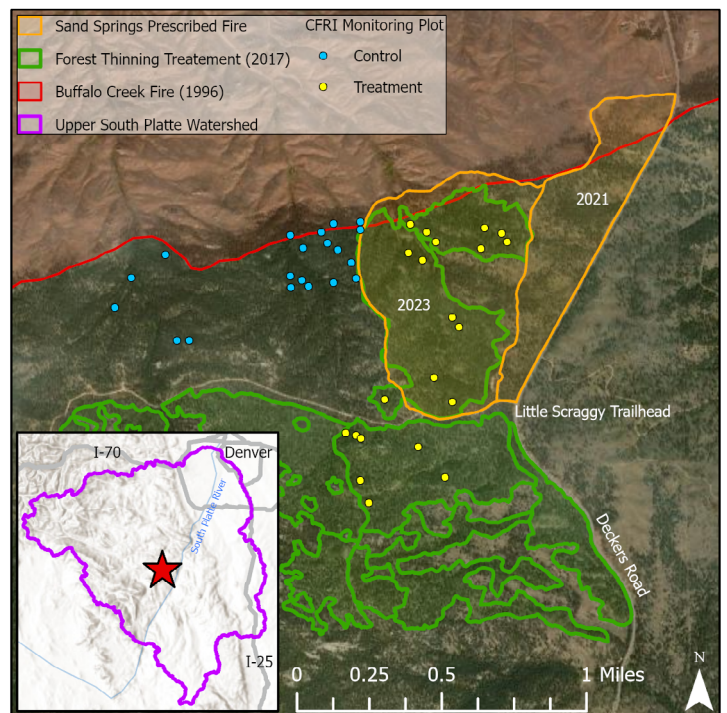 Sand Springs Prescribed Fire
Forest Thinning Treatement (2017)
Buffalo Creek Fire (1996)
Upper South Platte Watershed
CFRI Monitoring Plot
Control
Treatment
2021
2023
Little Scraggy Trailhead
Deckers Road
I-70
Denver
South Platte River
I-25
0 0.25 0.5 1 Miles
N